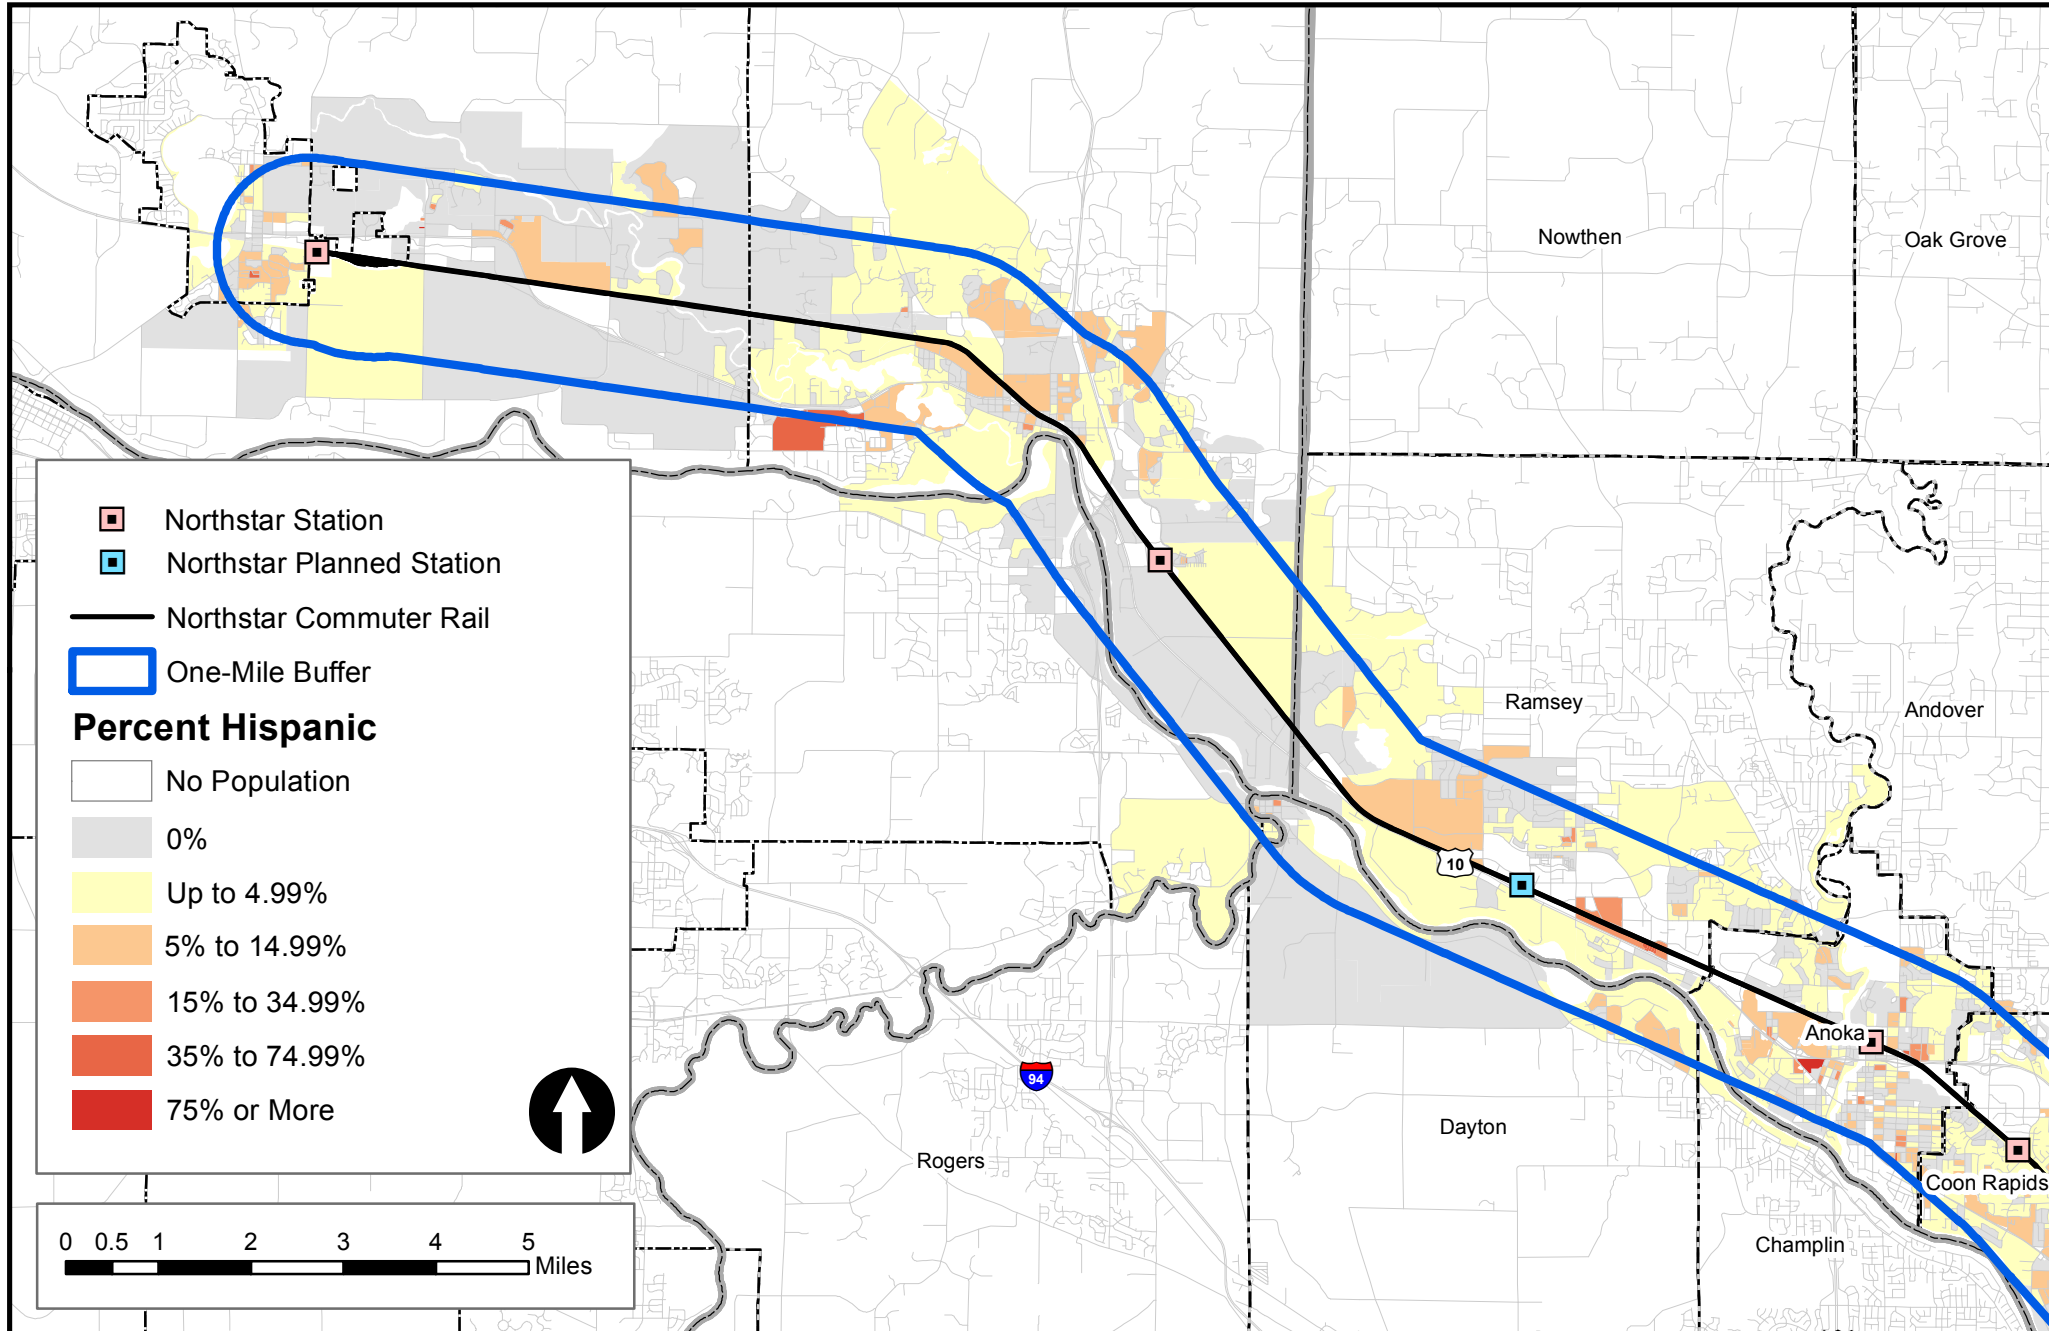 Nowthen
Oak Grove
Northstar Station
Northstar Planned Station
Northstar Commuter Rail
One-Mile Buffer
Percent Hispanic
No Population
0%
Up to 4.99%
5% to 14.99%
15% to 34.99%
35% to 74.99%
75% or More
Ramsey
Andover
10
Anoka
94
Dayton
Rogers
Coon Rapids
Champlin
0 0.5 1 2 3 4 5
Miles